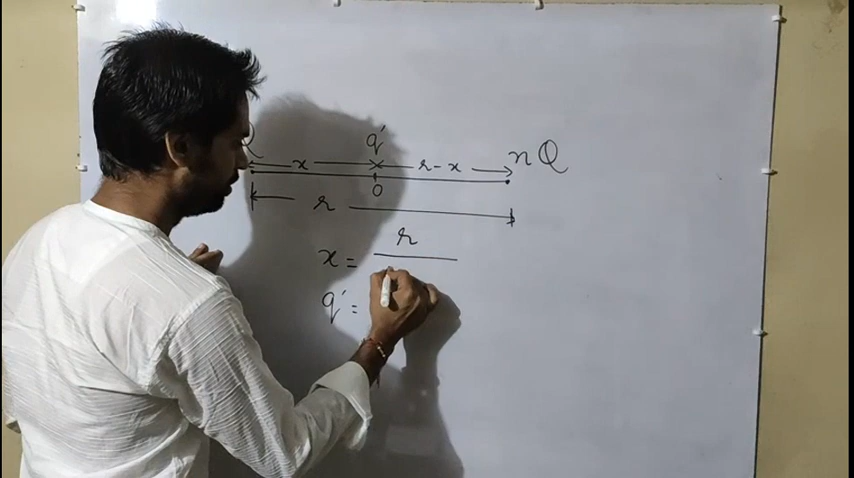 Q q' nQ
x r-x
O
r
x = r
q' =